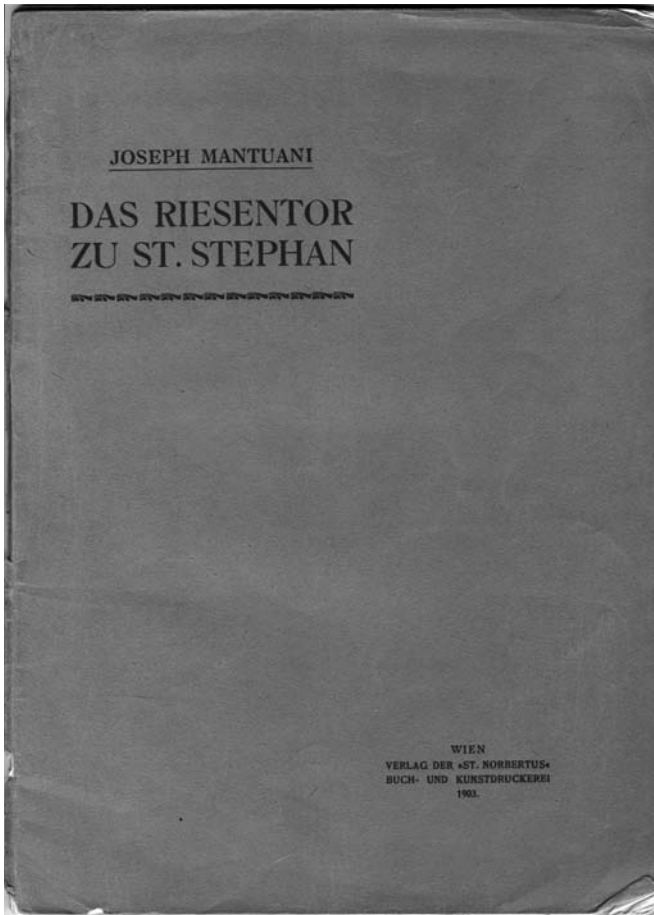 JOSEPH MANTUANI
DAS RIESENTOR
ZU ST. STEPHAN
WIEN
VERLAG DER »ST. NORBERTUS«
BUCH- UND KUNSTDRUCKEREI
1903.